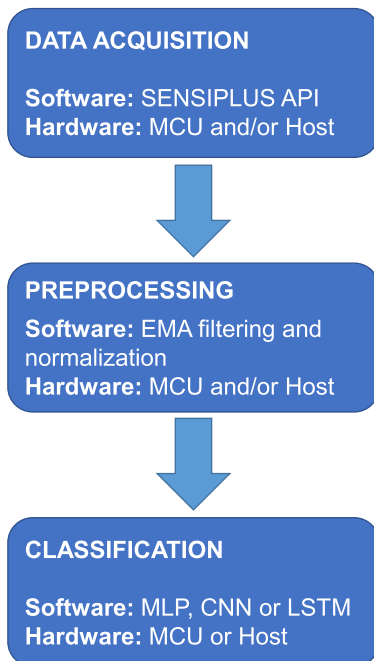 DATA ACQUISITION
Software: SENSIPLUS API
Hardware: MCU and/or Host
PREPROCESSING
Software: EMA filtering and
normalization
Hardware: MCU and/or Host
CLASSIFICATION
Software: MLP, CNN or LSTM
Hardware: MCU or Host